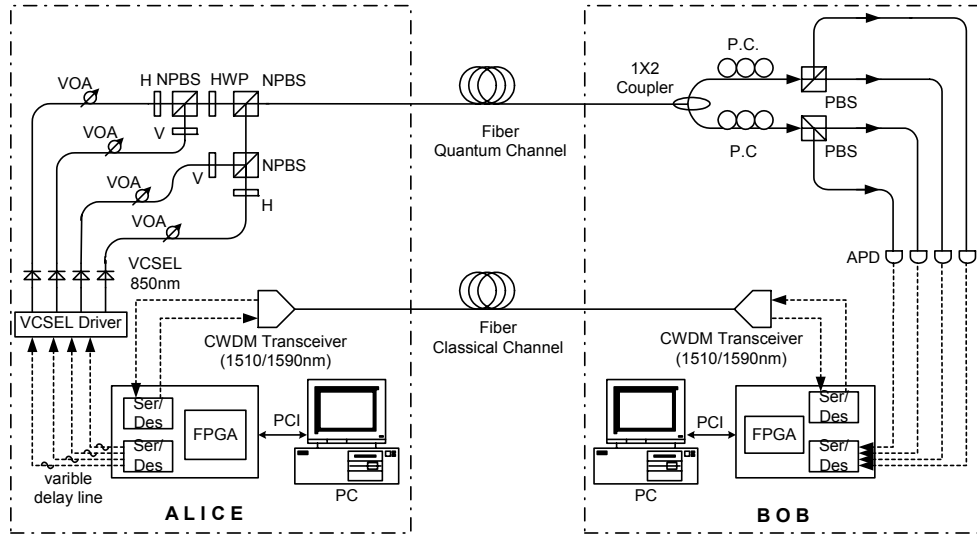 VOA
H NPBS HWP NPBS
V
VOA
VOA
V
NPBS
H
VOA
VCSEL
850nm
VCSEL Driver
CWDM Transceiver
(1510/1590nm)
Ser/
Des
FPGA
Ser/
Des
PCI
PC
varible
delay line
A L I C E
Fiber
Quantum Channel
Fiber
Classical Channel
1X2
Coupler
P.C.
PBS
P.C
PBS
APD
CWDM Transceiver
(1510/1590nm)
PC
PCI
FPGA
Ser/
Des
Ser/
Des
B O B